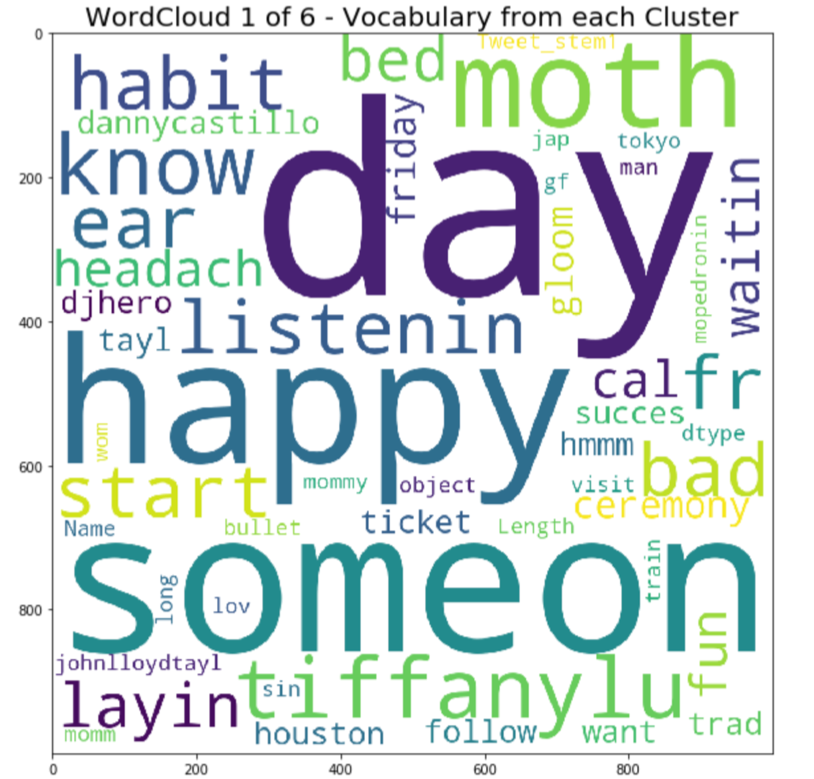 WordCloud 1 of 6 - Vocabulary from each Cluster
0
200
400
600
800
Tweet_stem1
bed
moth
habit
dannycastillo
friday
jap
tokyo
know
day
man
gf
waitin
ear
gloom
mopedronin
headach
djhero
listenin
tayl
happy
cal
fr
succes
dtype
wom
hmmm
bad
start
mommy
object
visit
ceremony
Name
bullet
ticket
Length
someon
long
lov
train
fun
johnlloydtayl
tiffanylu
layin
sin
momm
houston
follow
want
trad
0
200
400
600
800